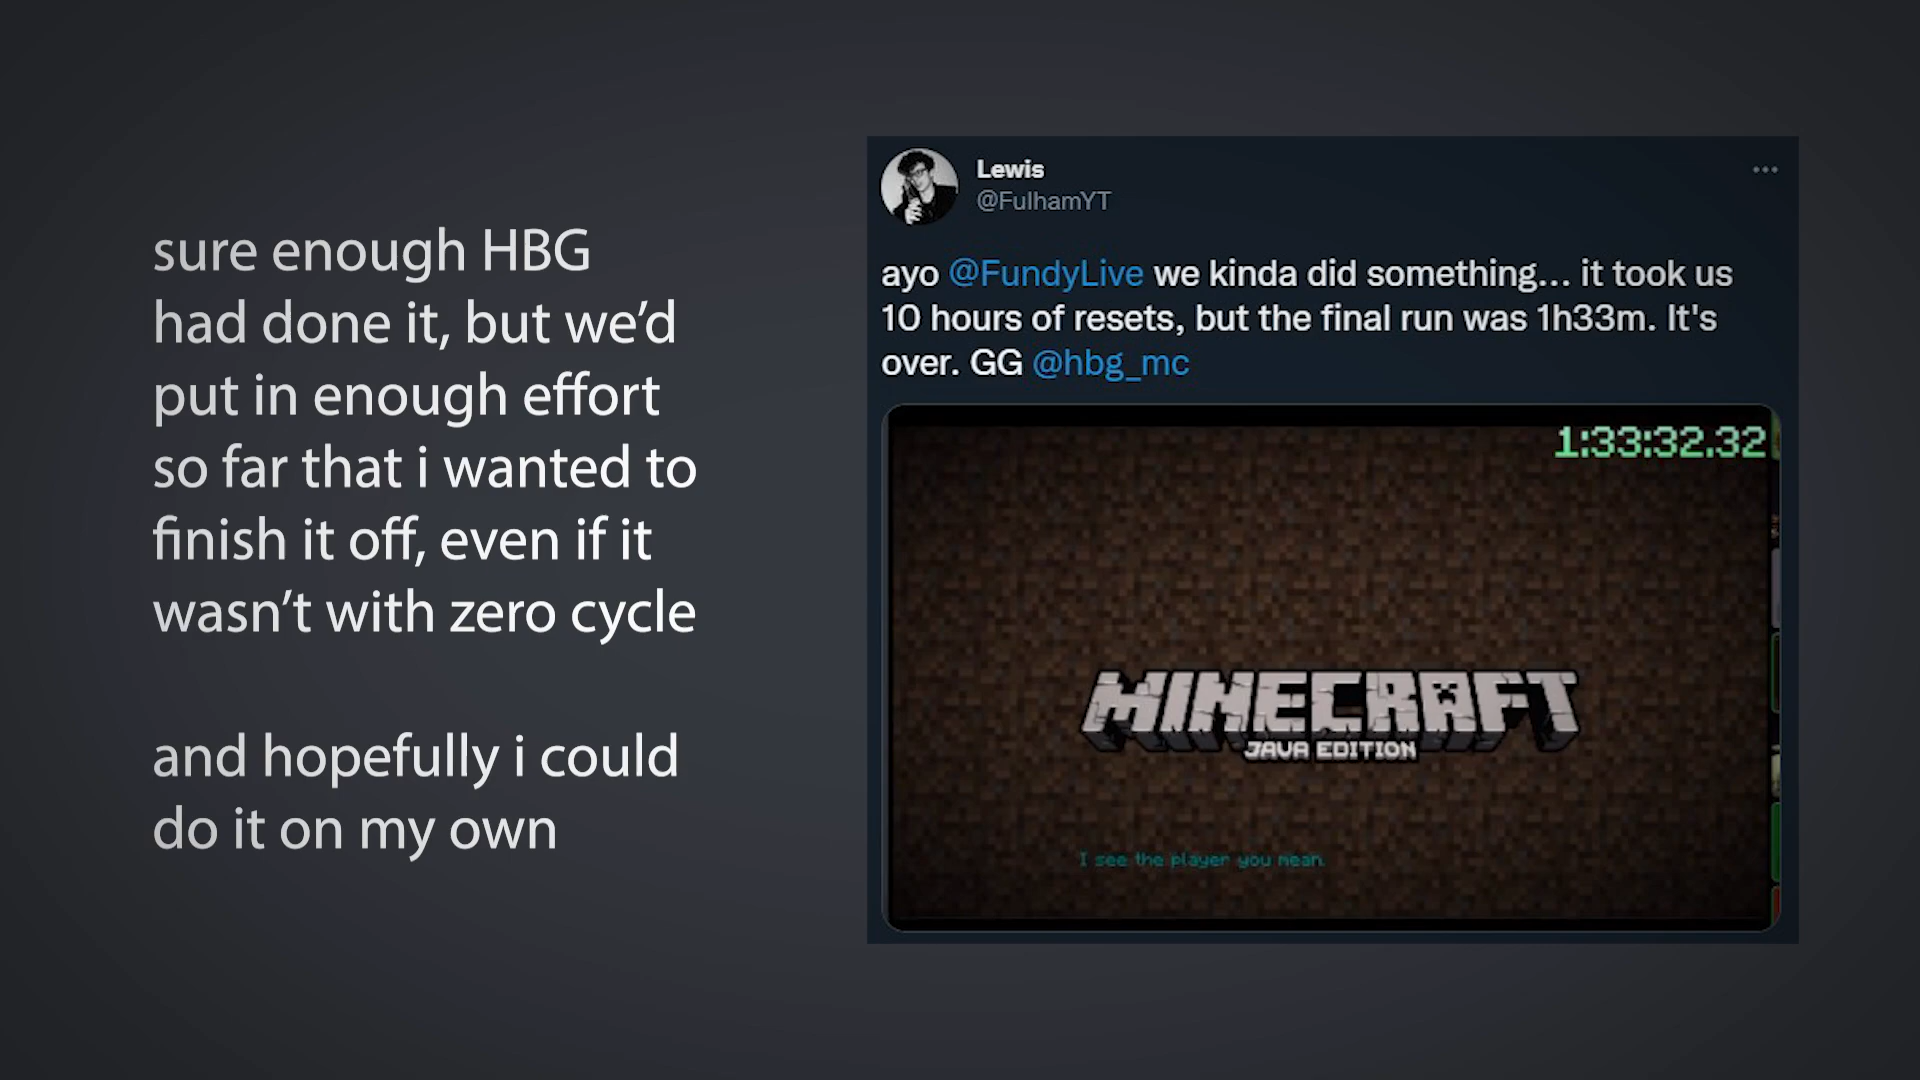 sure enough HBG
had done it, but we’d
put in enough effort
so far that i wanted to
finish it off, even if it
wasn’t with zero cycle
and hopefully i could
do it on my own
Lewis
@FulhamYT
ayo @FundyLive we kinda did something... it took us
10 hours of resets, but the final run was 1h33m. It's
over. GG @hbg_mc
1:33:32.32
MINECRAFT
JAVA EDITION
I see the player you mean.